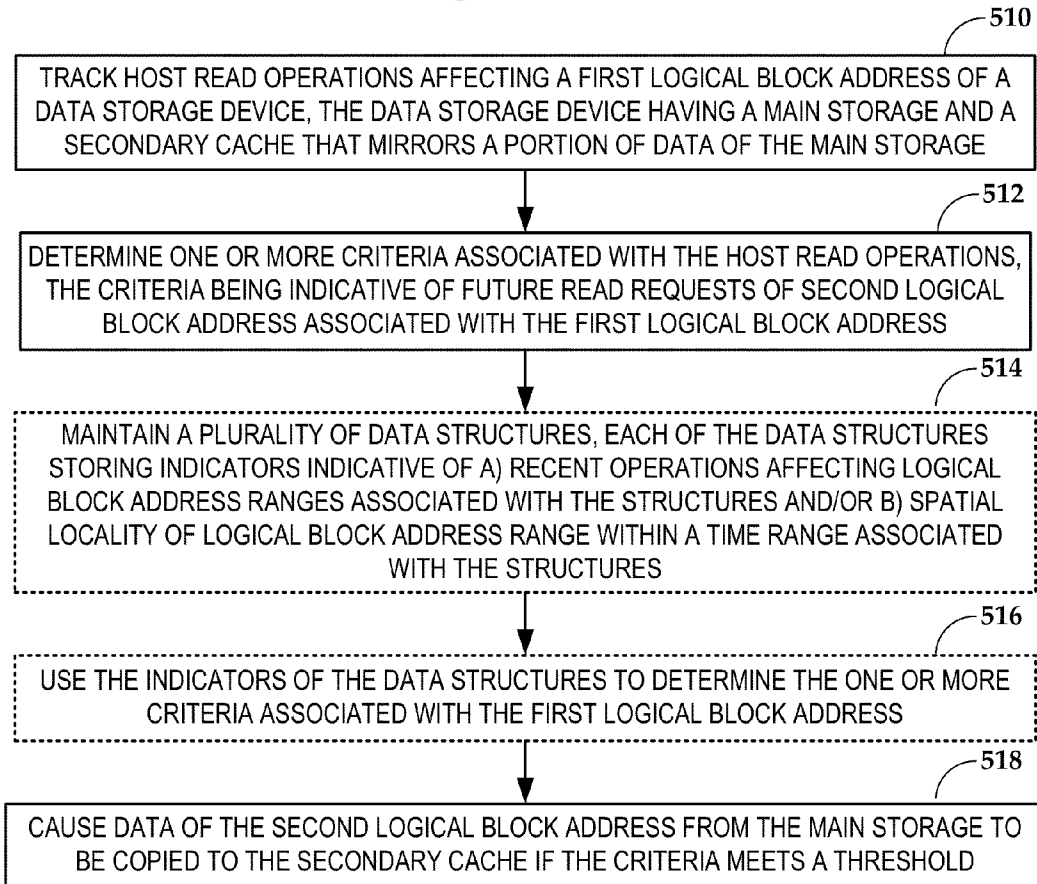 510
TRACK HOST READ OPERATIONS AFFECTING A FIRST LOGICAL BLOCK ADDRESS OF A
DATA STORAGE DEVICE, THE DATA STORAGE DEVICE HAVING A MAIN STORAGE AND A
SECONDARY CACHE THAT MIRRORS A PORTION OF DATA OF THE MAIN STORAGE
512
DETERMINE ONE OR MORE CRITERIA ASSOCIATED WITH THE HOST READ OPERATIONS,
THE CRITERIA BEING INDICATIVE OF FUTURE READ REQUESTS OF SECOND LOGICAL
BLOCK ADDRESS ASSOCIATED WITH THE FIRST LOGICAL BLOCK ADDRESS
514
MAINTAIN A PLURALITY OF DATA STRUCTURES, EACH OF THE DATA STRUCTURES
STORING INDICATORS INDICATIVE OF A) RECENT OPERATIONS AFFECTING LOGICAL
BLOCK ADDRESS RANGES ASSOCIATED WITH THE STRUCTURES AND/OR B) SPATIAL
LOCALITY OF LOGICAL BLOCK ADDRESS RANGE WITHIN A TIME RANGE ASSOCIATED
WITH THE STRUCTURES
516
USE THE INDICATORS OF THE DATA STRUCTURES TO DETERMINE THE ONE OR MORE
CRITERIA ASSOCIATED WITH THE FIRST LOGICAL BLOCK ADDRESS
518
CAUSE DATA OF THE SECOND LOGICAL BLOCK ADDRESS FROM THE MAIN STORAGE TO
BE COPIED TO THE SECONDARY CACHE IF THE CRITERIA MEETS A THRESHOLD